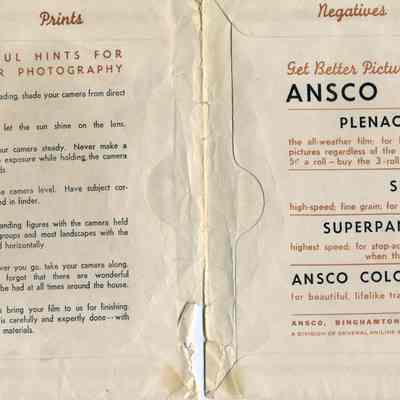 Prints
UL HINTS FOR
R PHOTOGRAPHY
ading, shade your camera from direct
let the sun shine on the lens.
our camera steady. Never make a
exposure while holding the camera
ds
e camera level. Have subject cor-
ed in finder.
anding figures with the camera held
groups and most landscapes with the
d horizontally
ver you go, take your camera along.
forgot that there are wonderful
be had at all times around the house.
s bring your film to us for finishing.
is carefully and expertly done--with
materials.
Negatives
Get Better Pictu
ANSCO
PLENAC
the all-weather film; for
pictures regardless of the
5¢ a roll—buy the 3-roll
S
high-speed; fine grain; for
SUPERPAN
highest speed; for stop-ac
when th
ANSCO COLO
for beautiful, lifelike tra
ANSCO, BINGHAMTON
A DIVISION OF GENERAL ANILINE &